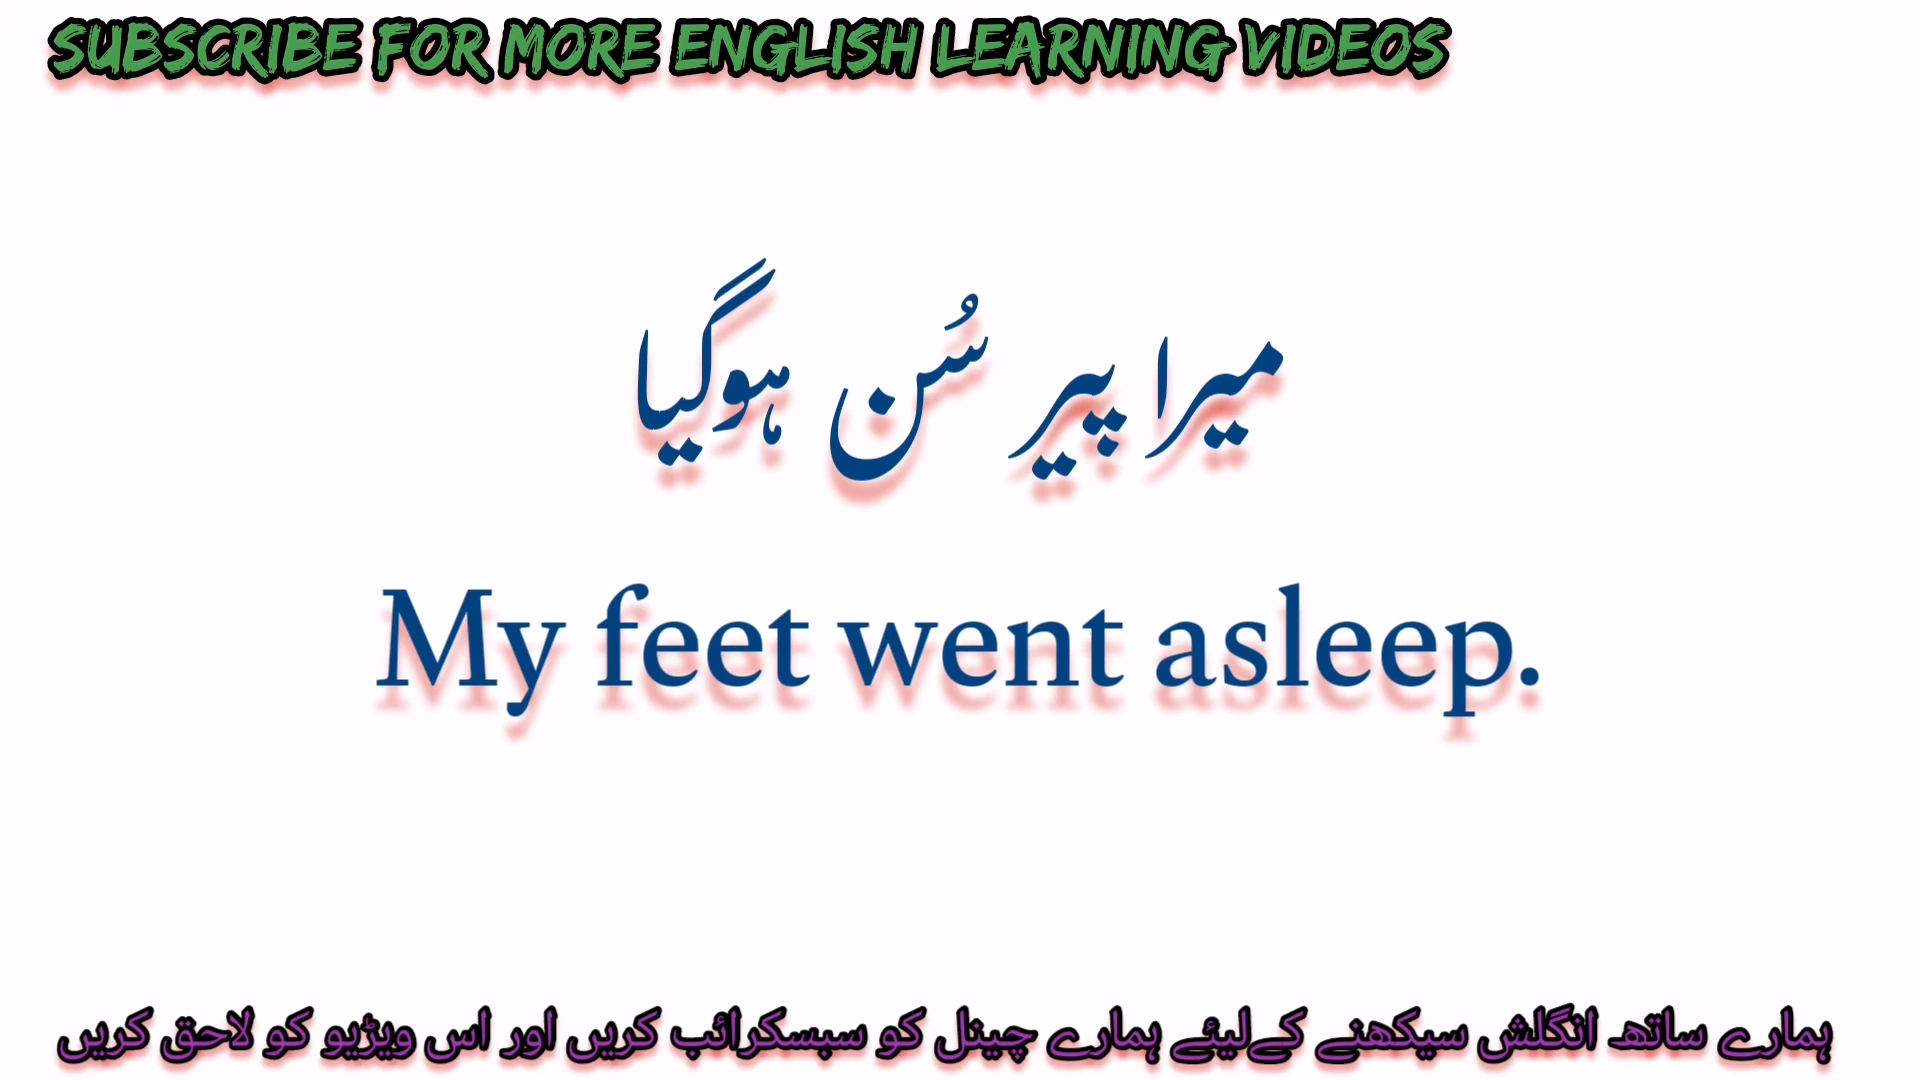 SUBSCRIBE FOR MORE ENGLISH LEARNING VIDEOS
میرا پیر سُن ہوگیا
My feet went asleep.
ہمارے ساتھ انگلش سیکھنے کےلیئے ہمارے چینل کو سبسکرائب کریں اور اس ویڑیو کو لاحق کریں